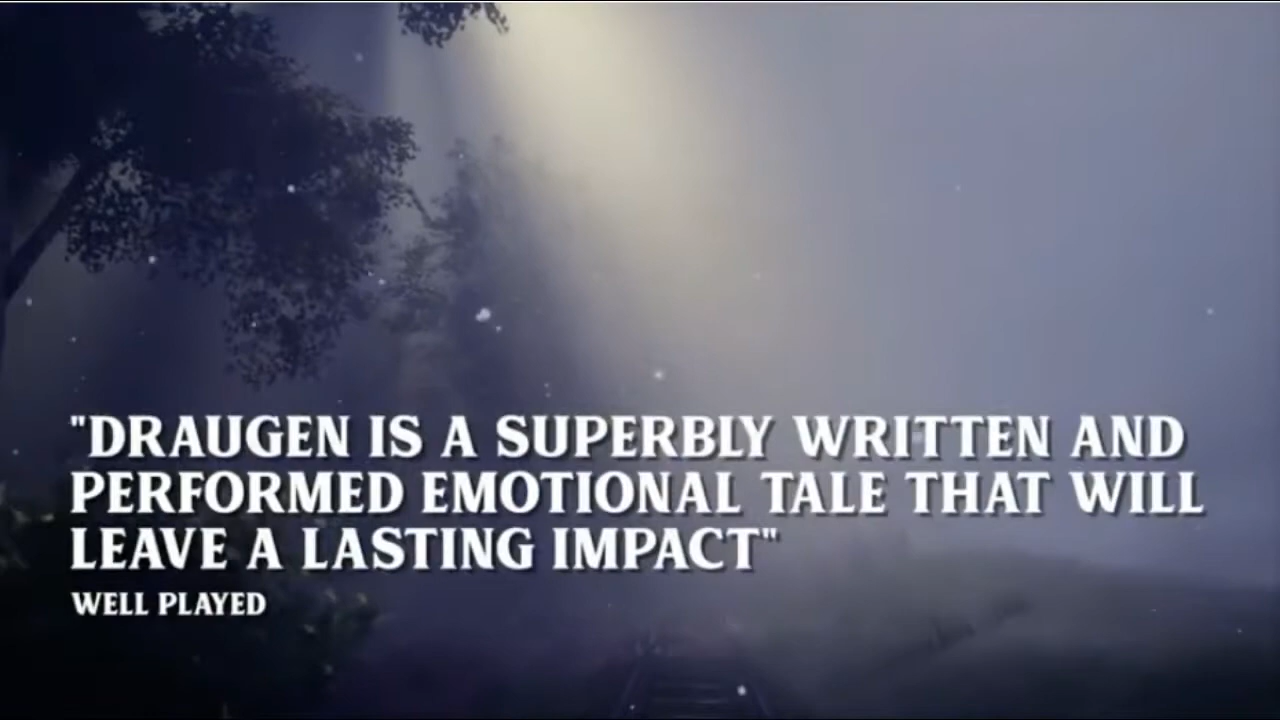 "DRAUGEN IS A SUPERBLY WRITTEN AND
PERFORMED EMOTIONAL TALE THAT WILL
LEAVE A LASTING IMPACT"
WELL PLAYED